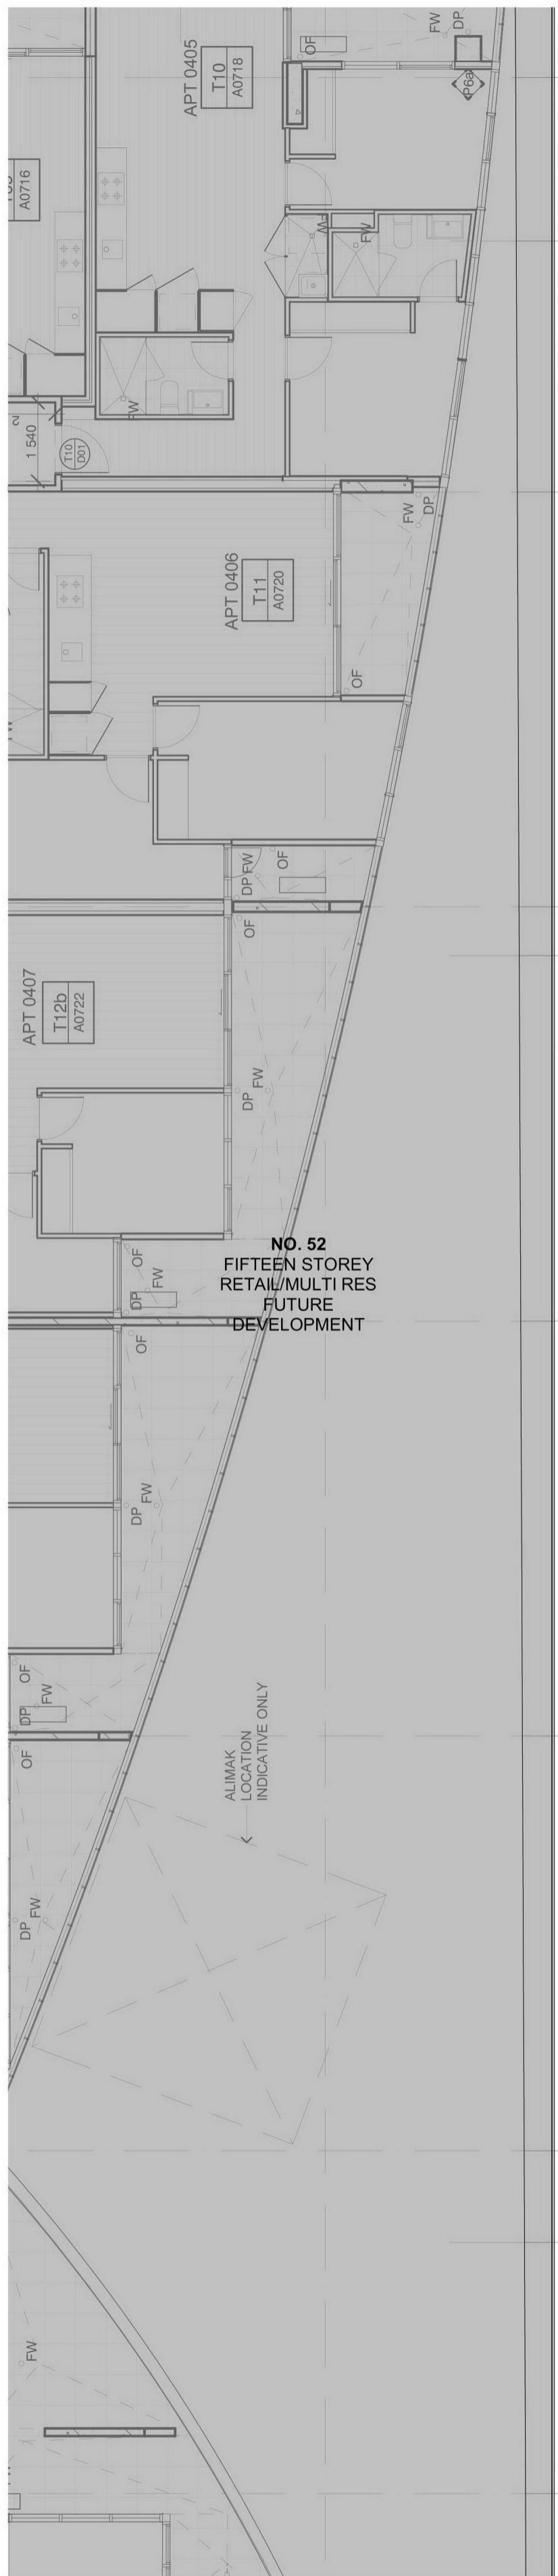 OF
FW
DP
P6a
APT 0405
T10
A0718
A0716
FW
FW
1 540
2
T10
D01
APT 0406
T11
A0720
FW
DP
OF
DP
FW
OF
OF
APT 0407
T12b
A0722
DP
FW
OF
DP
FW
NO. 52
FIFTEEN STOREY
RETAIL/MULTI RES
FUTURE
DEVELOPMENT
OF
DP
FW
OF
DP
FW
OF
DP
FW
ALIMAK
LOCATION
INDICATIVE ONLY
FW